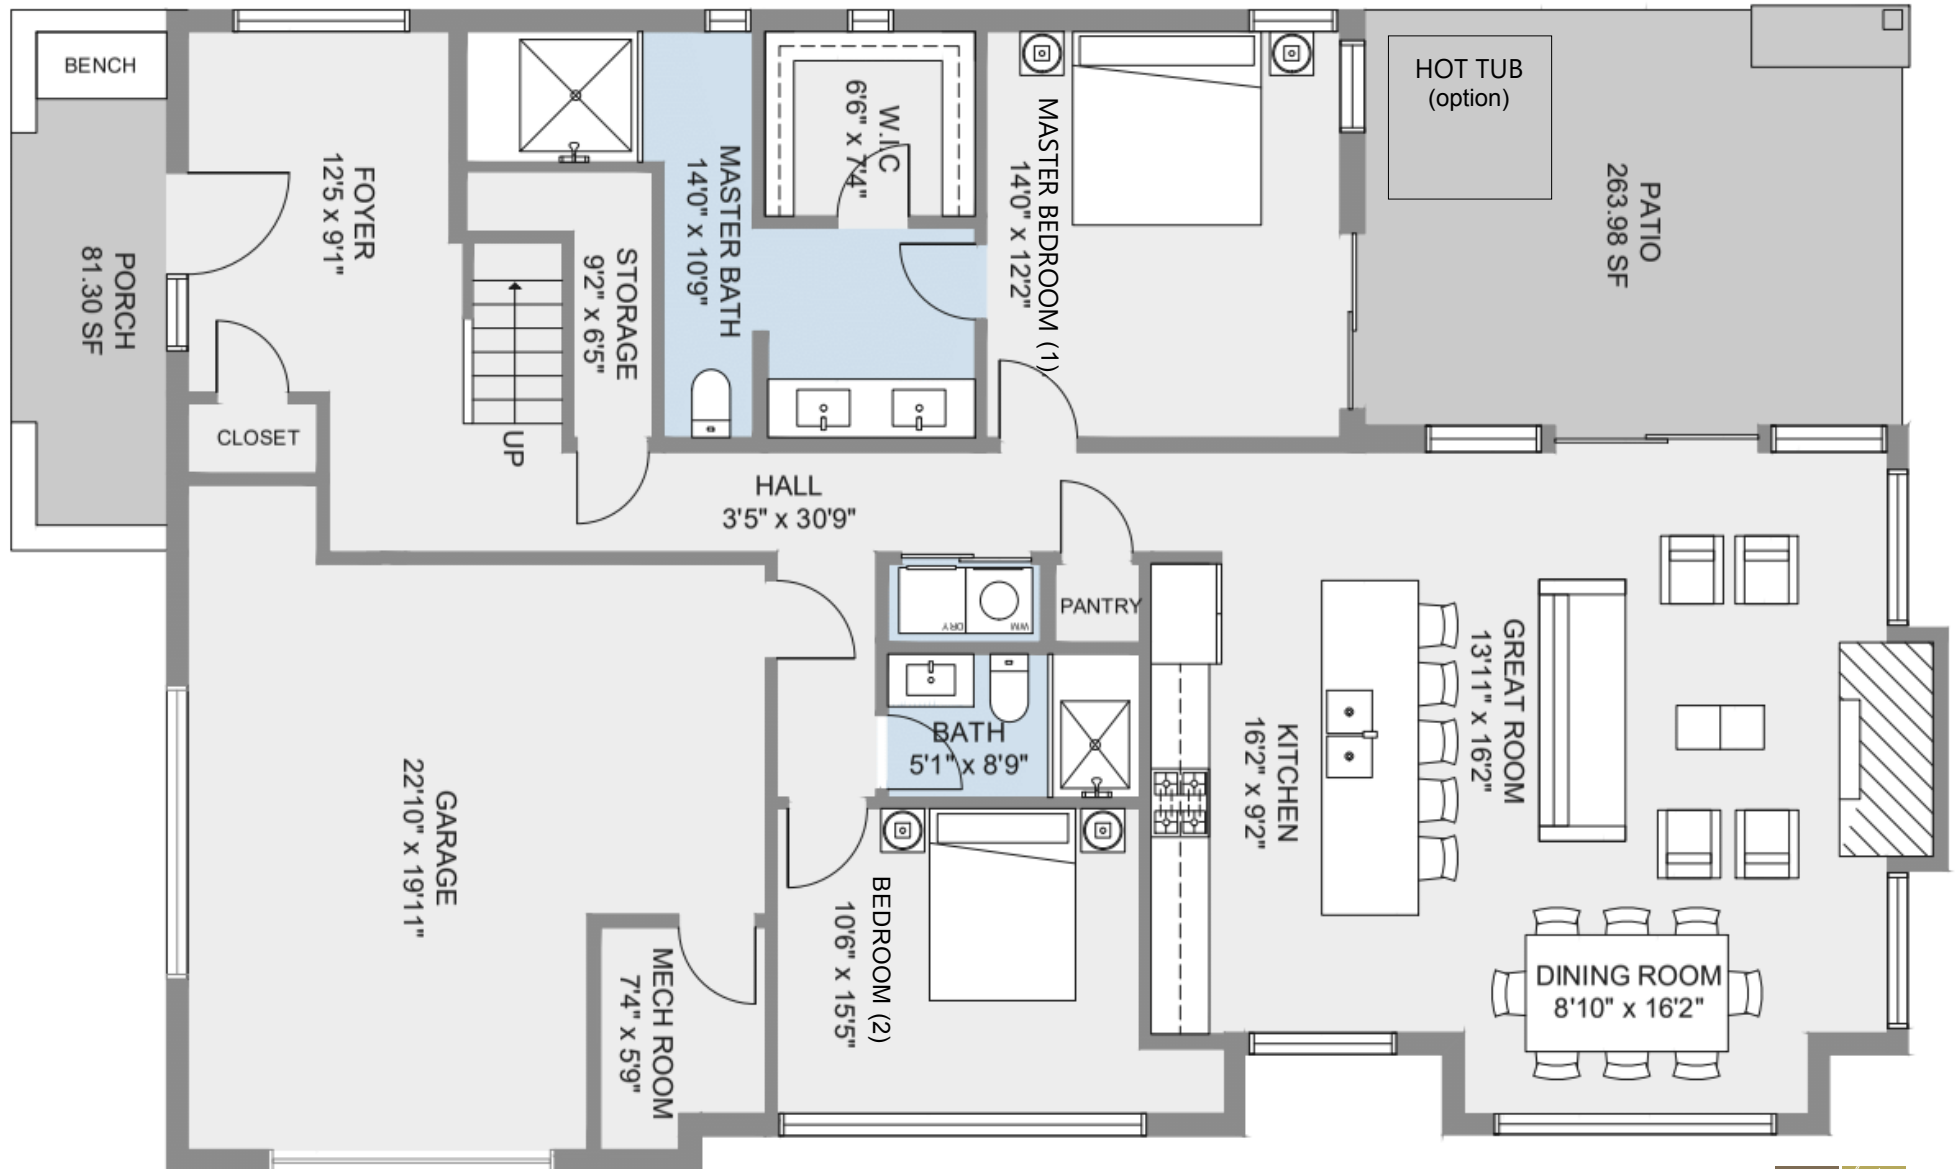 BENCH
PORCH
81.30 SF
FOYER
12'5 x 9'1"
CLOSET
UP
STORAGE
9'2" x 6'5"
MASTER BATH
14'0" x 10'9"
W.I.C
6'6" x 7'4"
MASTER BEDROOM (1)
14'0" x 12'2"
HOT TUB
(option)
PATIO
263.98 SF
HALL
3'5" x 30'9"
DRY
WM
PANTRY
BATH
5'1" x 8'9"
KITCHEN
16'2" x 9'2"
GREAT ROOM
13'11" x 16'2"
DINING ROOM
8'10" x 16'2"
GARAGE
22'10" x 19'11"
MECH ROOM
7'4" x 5'9"
BEDROOM (2)
10'6" x 15'5"